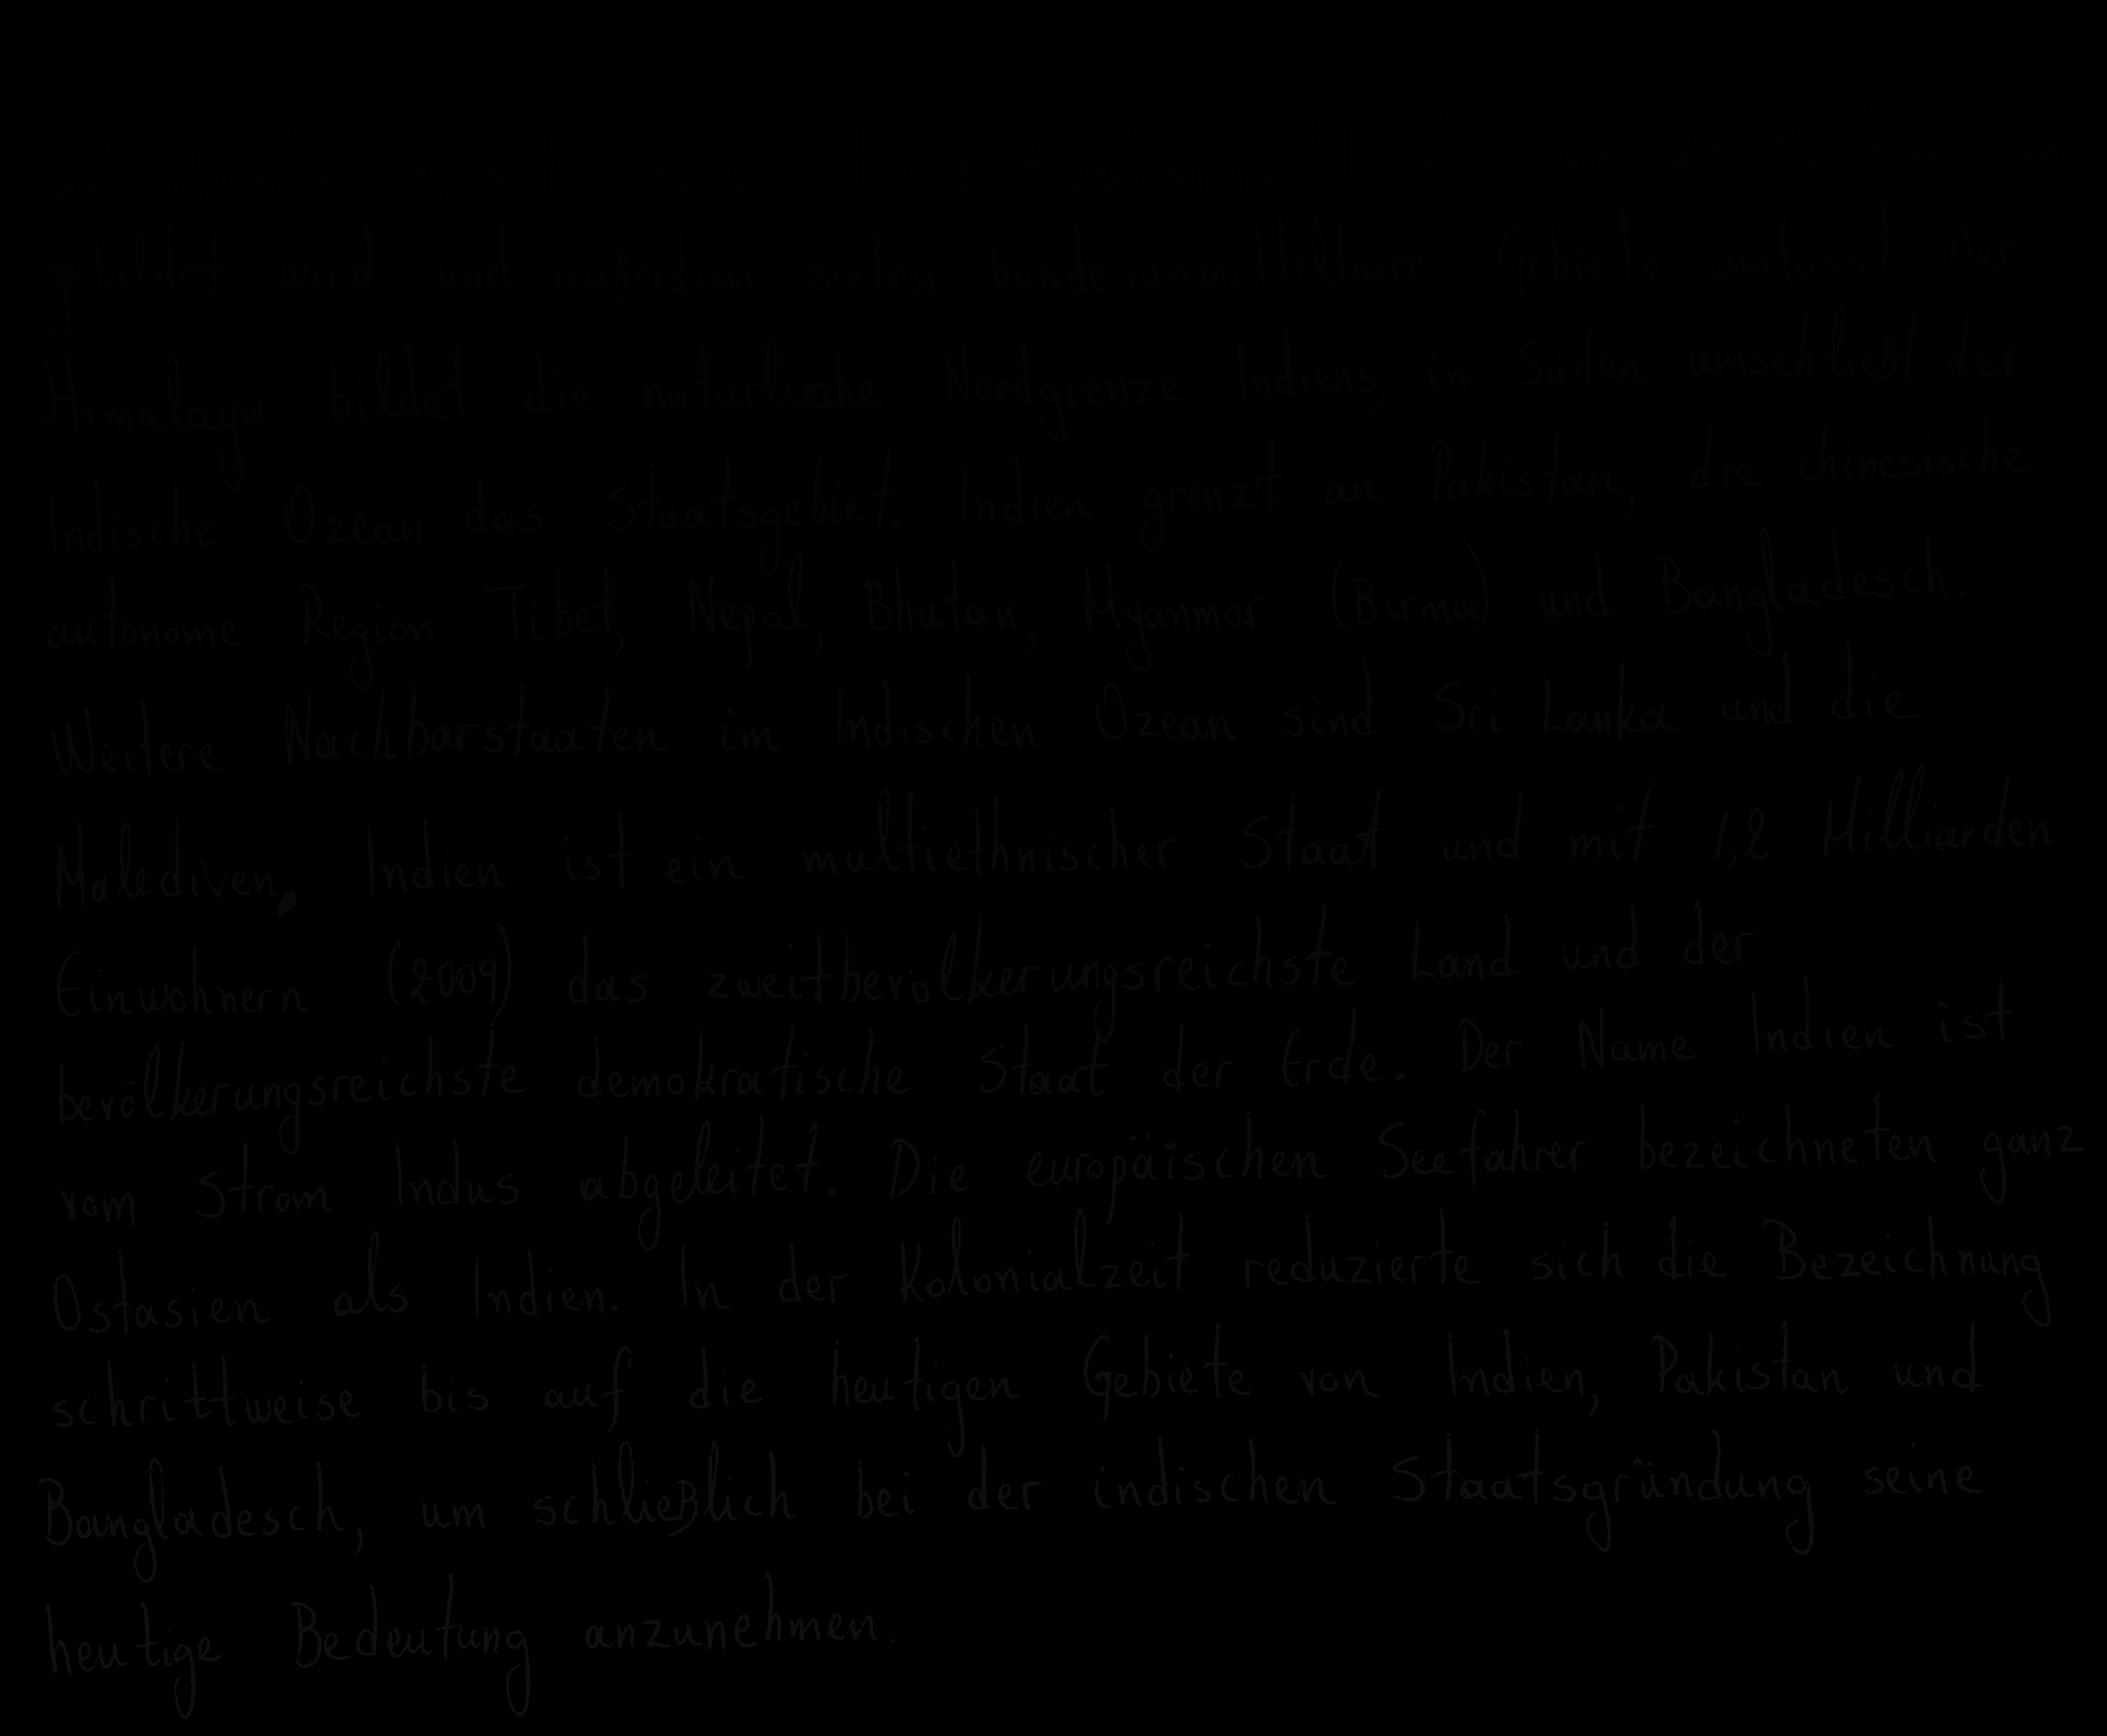 Subkontinents umfasst. Indien ist eine Bundesrepublik, die von 28 Bundesstaaten
gebildet wird und außerdem sieben bundesunmittelbare Gebiete umfasst. Der
Himalaya bildet die natürliche Nordgrenze Indiens, in Süden umschließt der
Indische Ozean das Staatsgebiet. Indien grenzt an Pakistan, die chinesische
autonome Region Tibet, Nepal, Bhutan, Myanmar (Birma) und Bangladesch.
Weitere Nachbarstaaten im Indischen Ozean sind Sri Lanka und die
Malediven. Indien ist ein multiethnischer Staat und mit 1,2 Milliarden
Einwohnern (2009) das zweitbevölkerungsreichste Land und der
bevölkerungsreichste demokratische Staat der Erde. Der Name Indien ist
vom Strom Indus abgeleitet. Die europäischen Seefahrer bezeichneten ganz
Ostasien als Indien. In der Kolonialzeit reduzierte sich die Bezeichnung
schrittweise bis auf die heutigen Gebiete von Indien, Pakistan und
Bangladesch, um schließlich bei der indischen Staatsgründung seine
heutige Bedeutung anzunehmen.